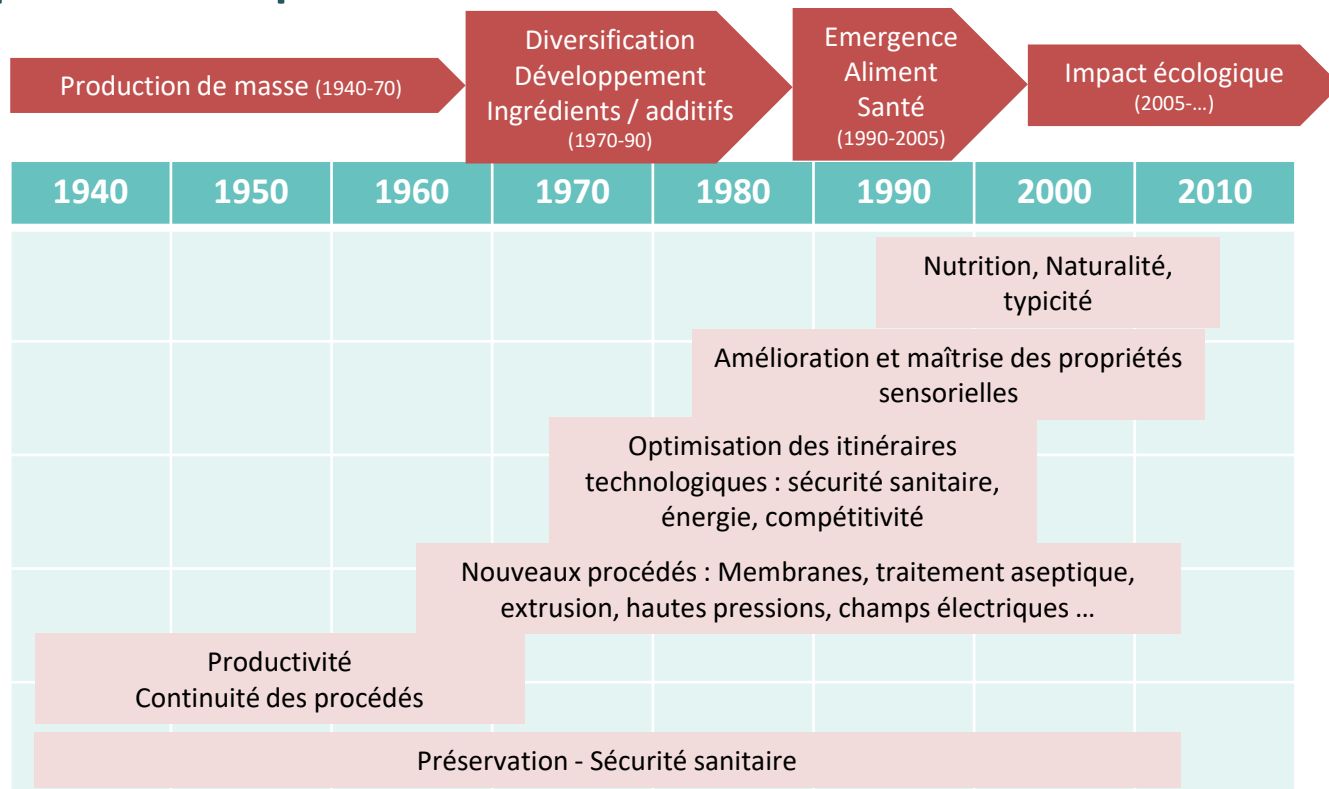 Production de masse (1940-70)
Diversification
Développement
Ingrédients / additifs
(1970-90)
Emergence
Aliment
Santé
(1990-2005)
Impact écologique
(2005-…)
1940 1950 1960 1970 1980 1990 2000 2010
Nutrition, Naturalité,
typicité
Amélioration et maîtrise des propriétés
sensorielles
Optimisation des itinéraires
technologiques : sécurité sanitaire,
énergie, compétitivité
Nouveaux procédés : Membranes, traitement aseptique,
extrusion, hautes pressions, champs électriques …
Productivité
Continuité des procédés
Préservation - Sécurité sanitaire